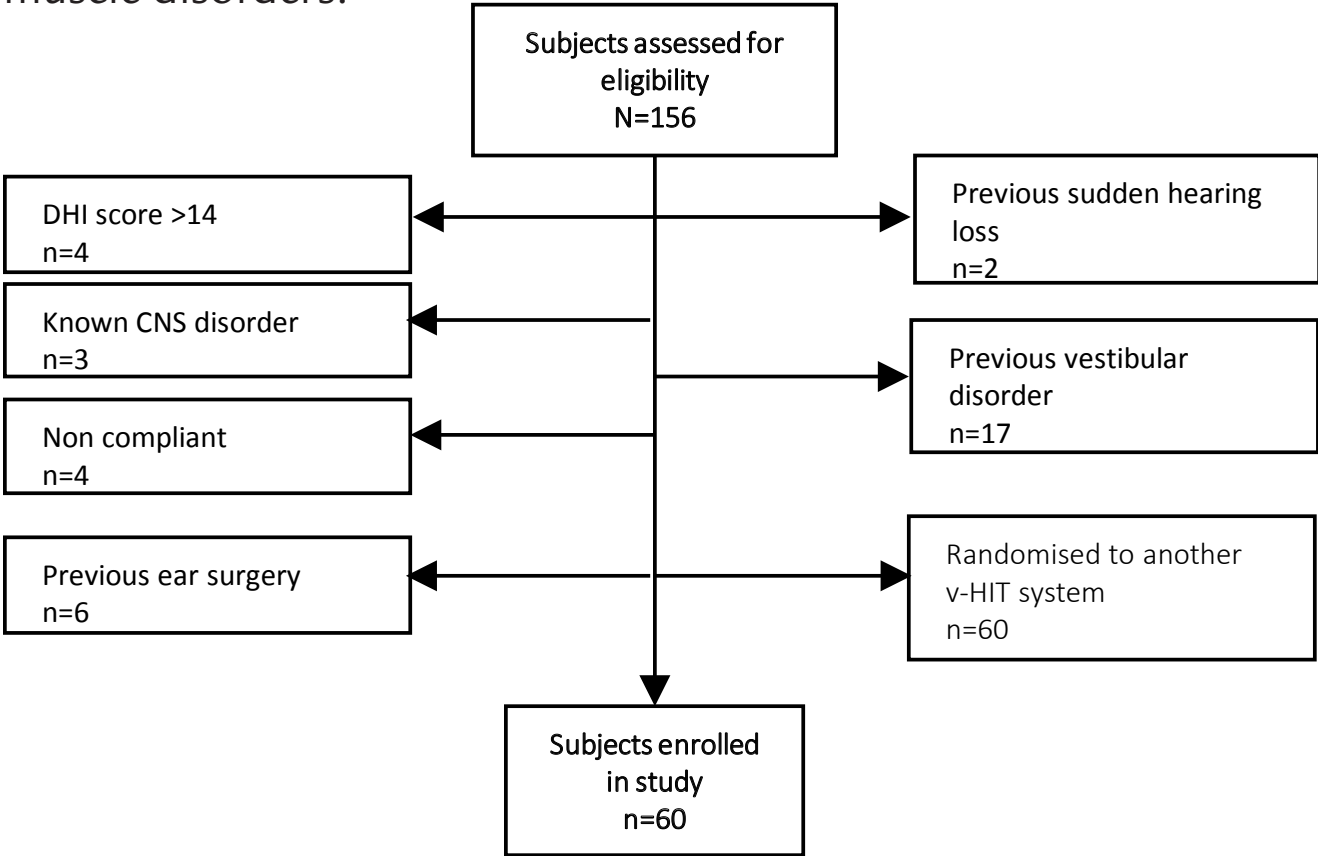 muscle disorders.
Subjects assessed for
eligibility
N=156
DHI score >14
n=4
Previous sudden hearing
loss
n=2
Known CNS disorder
n=3
Previous vestibular
disorder
n=17
Non compliant
n=4
Previous ear surgery
n=6
Randomised to another
v-HIT system
n=60
Subjects enrolled
in study
n=60